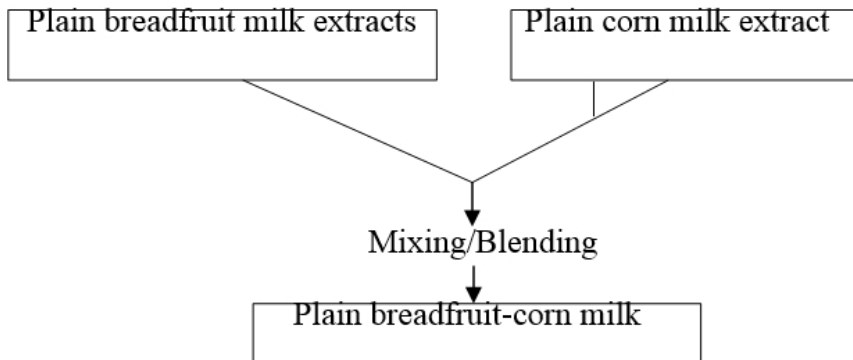 Plain breadfruit milk extracts
Plain corn milk extract
Mixing/Blending
Plain breadfruit-corn milk